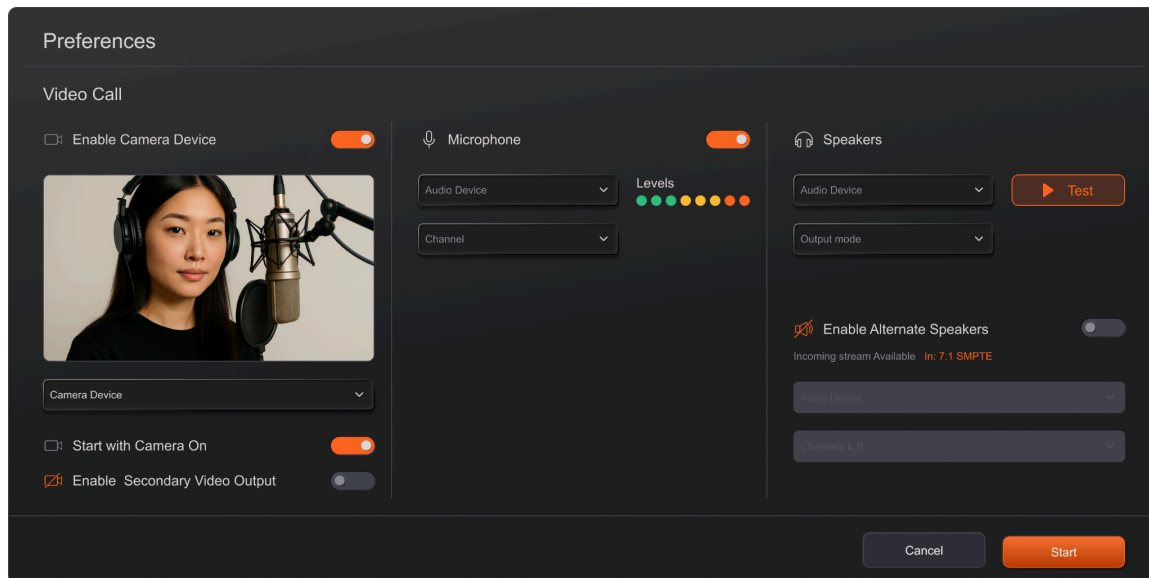 Preferences
Video Call
Enable Camera Device
Camera Device
Start with Camera On
Enable Secondary Video Output
Microphone
Audio Device
Levels
Channel
Speakers
Audio Device
Test
Output mode
Enable Alternate Speakers
Incoming stream Available In: 7.1 SMPTE
Audio Device
Channels L,R
Cancel
Start